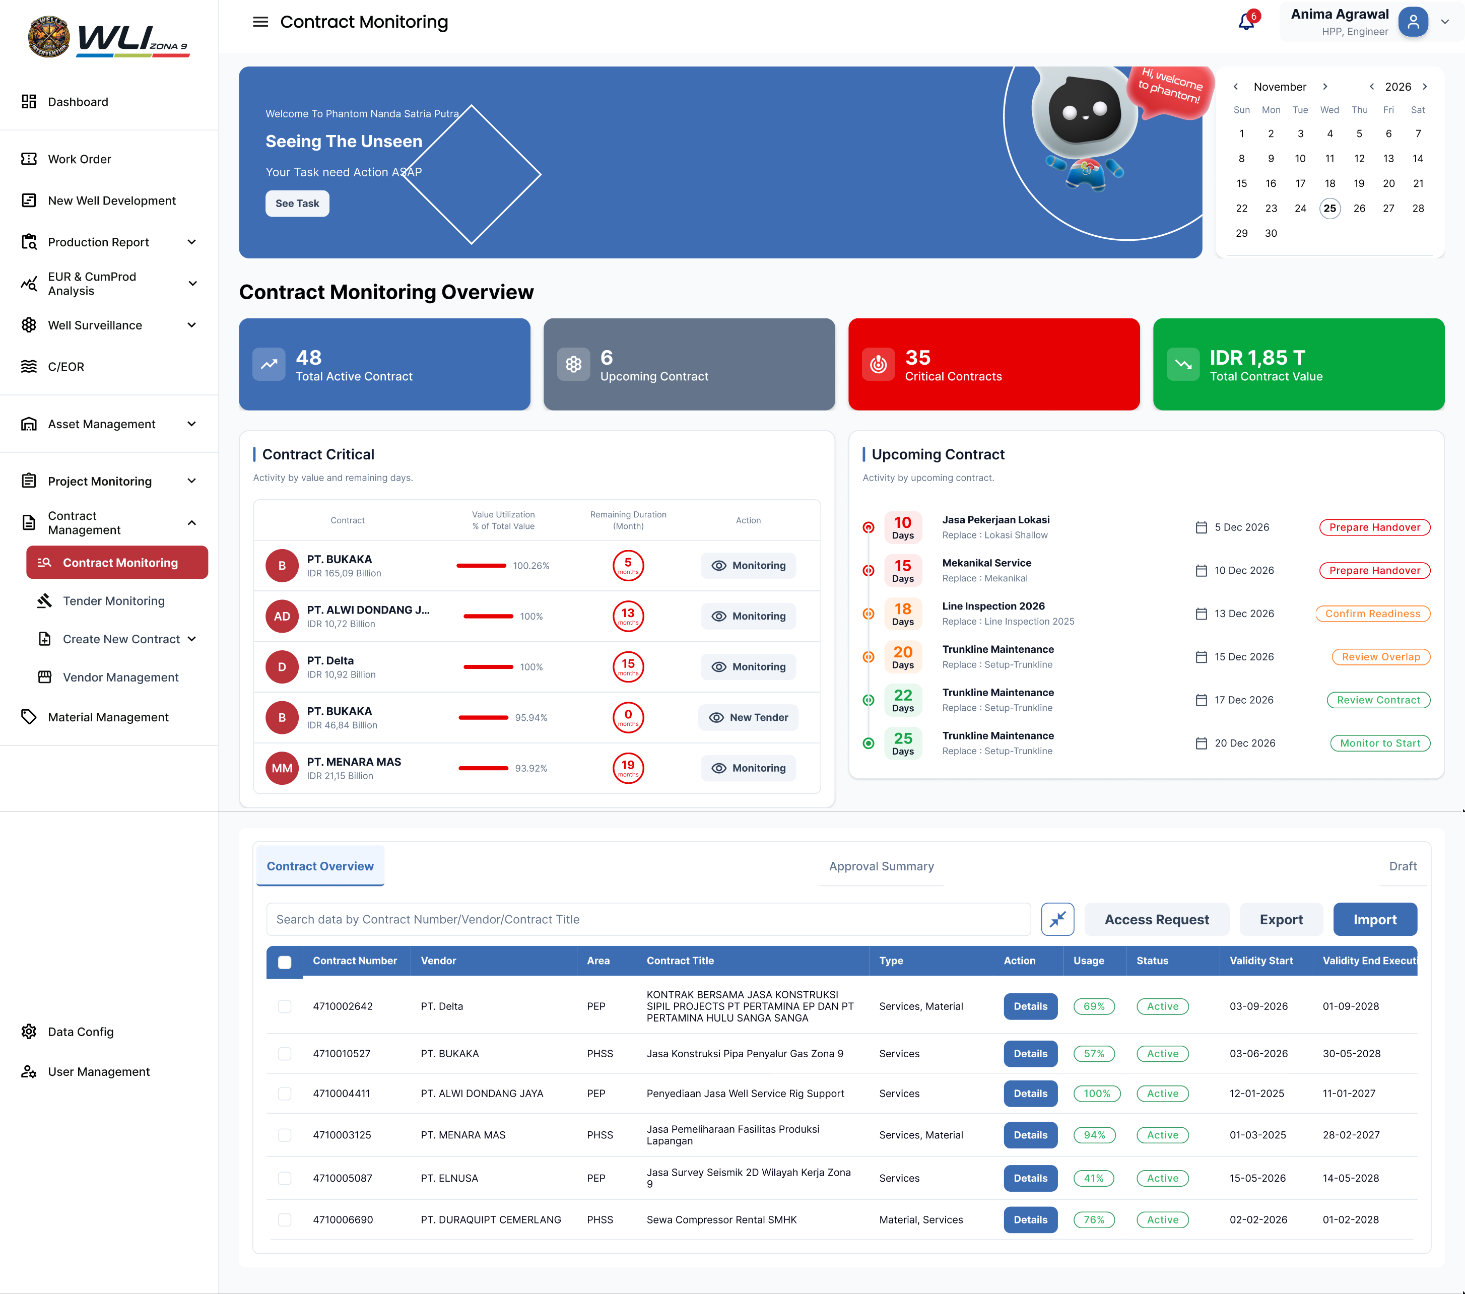 WLI ZONA 9
Dashboard
Work Order
New Well Development
Production Report
EUR & CumProd
Analysis
Well Surveillance
C/EOR
Asset Management
Project Monitoring
Contract
Management
Contract Monitoring
Tender Monitoring
Create New Contract
Vendor Management
Material Management
Data Config
User Management
Contract Monitoring
6
Anima Agrawal
HPP, Engineer
Welcome To Phantom Nanda Satria Putra
Seeing The Unseen
Your Task need Action ASAP
See Task
Hi, welcome
to phantom!
November 2026
Sun Mon Tue Wed Thu Fri Sat
1 2 3 4 5 6 7
8 9 10 11 12 13 14
15 16 17 18 19 20 21
22 23 24 25 26 27 28
29 30
Contract Monitoring Overview
48
Total Active Contract
6
Upcoming Contract
35
Critical Contracts
IDR 1,85 T
Total Contract Value
Contract Critical
Activity by value and remaining days.
Contract
Value Utilization
% of Total Value
Remaining Duration
(Month)
Action
B
PT. BUKAKA
IDR 165,09 Billion
100.26%
5
months
Monitoring
AD
PT. ALWI DONDANG J...
IDR 10,72 Billion
100%
13
months
Monitoring
D
PT. Delta
IDR 10,92 Billion
100%
15
months
Monitoring
B
PT. BUKAKA
IDR 46,84 Billion
95.94%
0
months
New Tender
MM
PT. MENARA MAS
IDR 21,15 Billion
93.92%
19
months
Monitoring
Upcoming Contract
Activity by upcoming contract.
10
Days
Jasa Pekerjaan Lokasi
Replace : Lokasi Shallow
5 Dec 2026
Prepare Handover
15
Days
Mekanikal Service
Replace : Mekanikal
10 Dec 2026
Prepare Handover
18
Days
Line Inspection 2026
Replace : Line Inspection 2025
13 Dec 2026
Confirm Readiness
20
Days
Trunkline Maintenance
Replace : Setup-Trunkline
15 Dec 2026
Review Overlap
22
Days
Trunkline Maintenance
Replace : Setup-Trunkline
17 Dec 2026
Review Contract
25
Days
Trunkline Maintenance
Replace : Setup-Trunkline
20 Dec 2026
Monitor to Start
Contract Overview
Approval Summary
Draft
Search data by Contract Number/Vendor/Contract Title
Access Request
Export
Import
Contract Number Vendor Area Contract Title Type Action Usage Status Validity Start Validity End Executi
4710002642 PT. Delta PEP
KONTRAK BERSAMA JASA KONSTRUKSI
SIPIL PROJECTS PT PERTAMINA EP DAN PT
PERTAMINA HULU SANGA SANGA
Services, Material Details 69% Active 03-09-2026 01-09-2028
4710010527 PT. BUKAKA PHSS Jasa Konstruksi Pipa Penyalur Gas Zona 9 Services Details 57% Active 03-06-2026 30-05-2028
4710004411 PT. ALWI DONDANG JAYA PEP Penyediaan Jasa Well Service Rig Support Services Details 100% Active 12-01-2025 11-01-2027
4710003125 PT. MENARA MAS PHSS
Jasa Pemeliharaan Fasilitas Produksi
Lapangan
Services, Material Details 94% Active 01-03-2025 28-02-2027
4710005087 PT. ELNUSA PEP
Jasa Survey Seismik 2D Wilayah Kerja Zona
9
Services Details 41% Active 15-05-2026 14-05-2028
4710006690 PT. DURAQUIPT CEMERLANG PHSS Sewa Compressor Rental SMHK Material, Services Details 76% Active 02-02-2026 01-02-2028